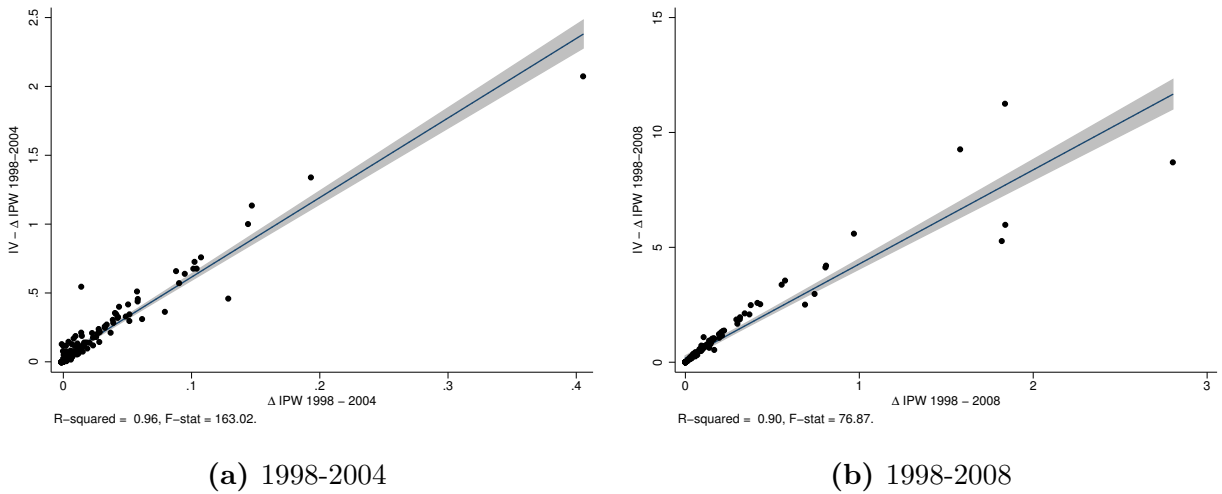 2.5
2
1.5
1
.5
0
IV − Δ IPW 1998−2004
0 .1 .2 .3 .4
Δ IPW 1998 − 2004
R−squared = 0.96, F−stat = 163.02.
(a) 1998-2004
15
10
5
0
IV − Δ IPW 1998−2008
0 1 2 3
Δ IPW 1998 − 2008
R−squared = 0.90, F−stat = 76.87.
(b) 1998-2008